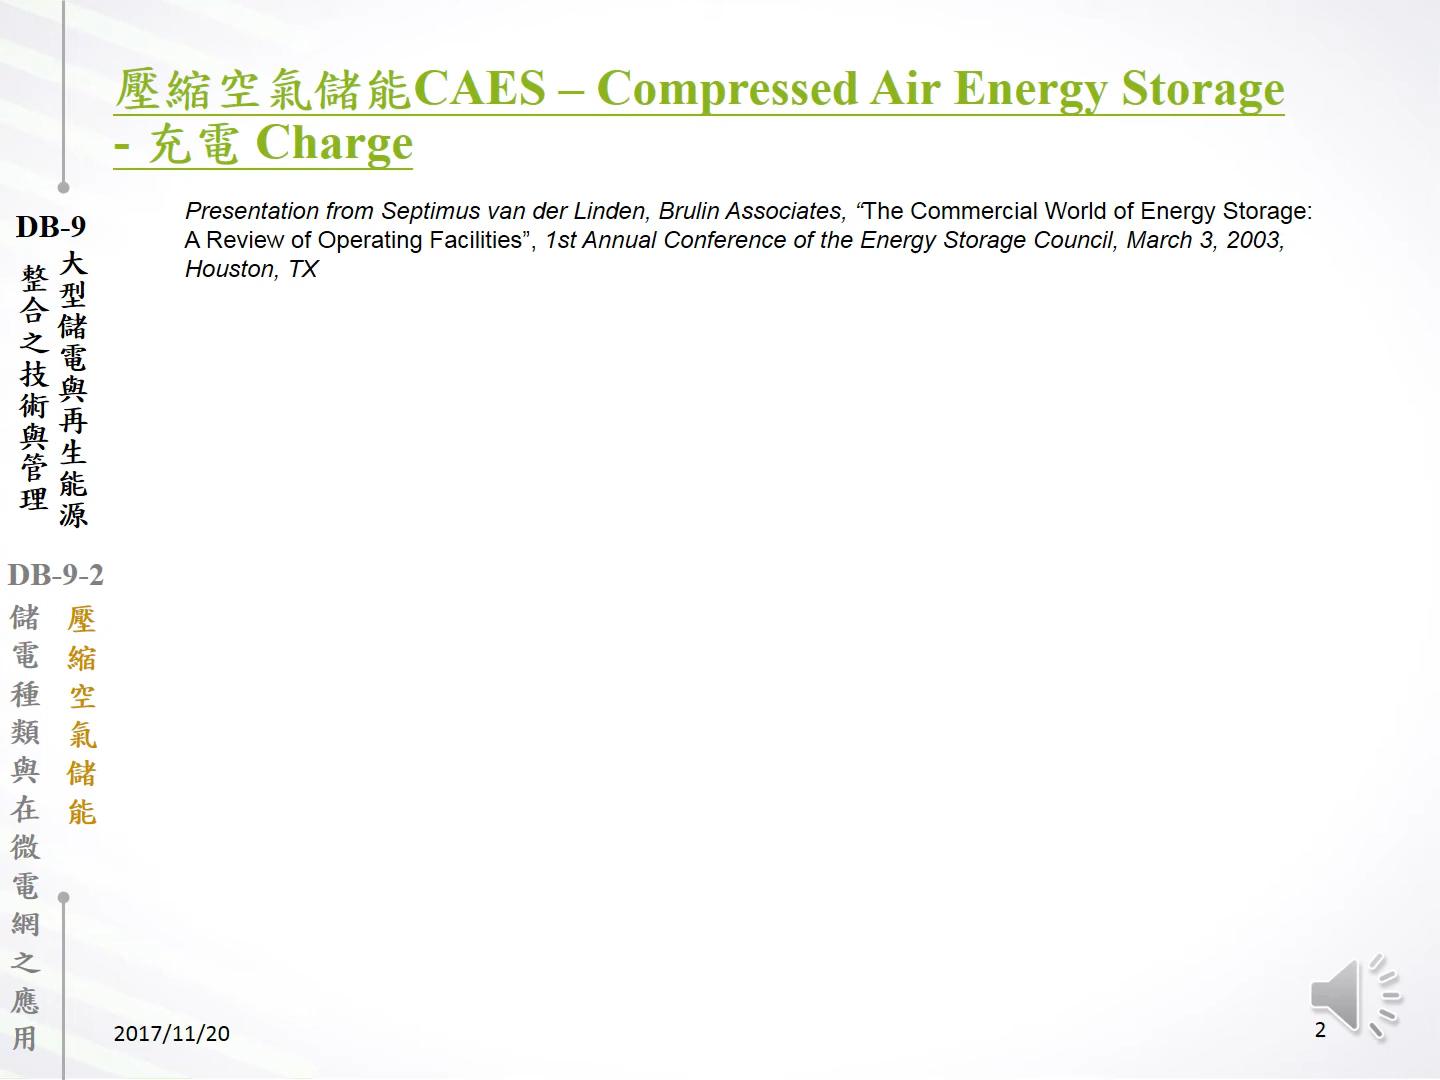 壓縮空氣儲能CAES – Compressed Air Energy Storage
- 充電 Charge
Presentation from Septimus van der Linden, Brulin Associates, “The Commercial World of Energy Storage:
A Review of Operating Facilities”, 1st Annual Conference of the Energy Storage Council, March 3, 2003,
Houston, TX
DB-9
大型儲電與再生能源
整合之技術與管理
DB-9-2
儲電種類與在微電網之應用
壓縮空氣儲能
2017/11/20
2